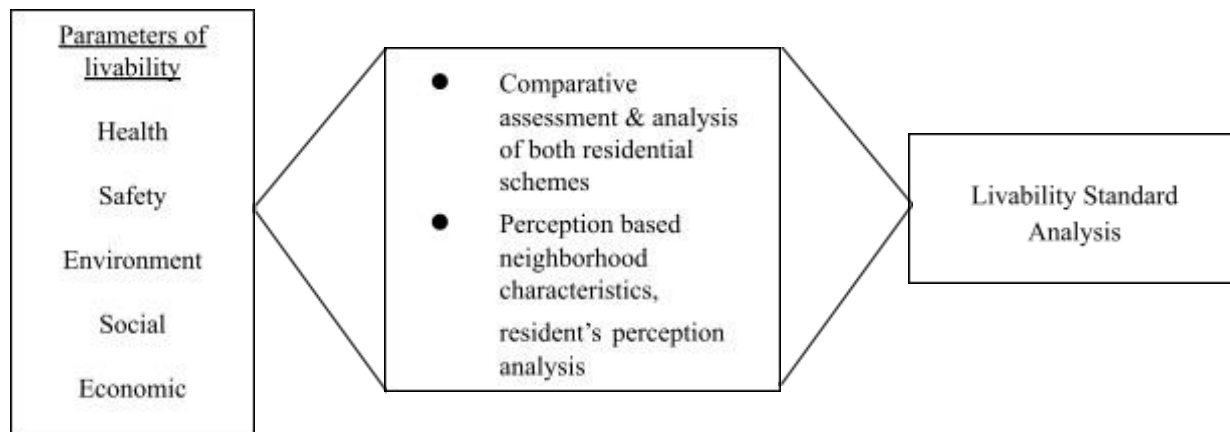 Parameters of
livability
Health
Safety
Environment
Social
Economic
● Comparative
assessment & analysis
of both residential
schemes
● Perception based
neighborhood
characteristics,
resident’s perception
analysis
Livability Standard
Analysis